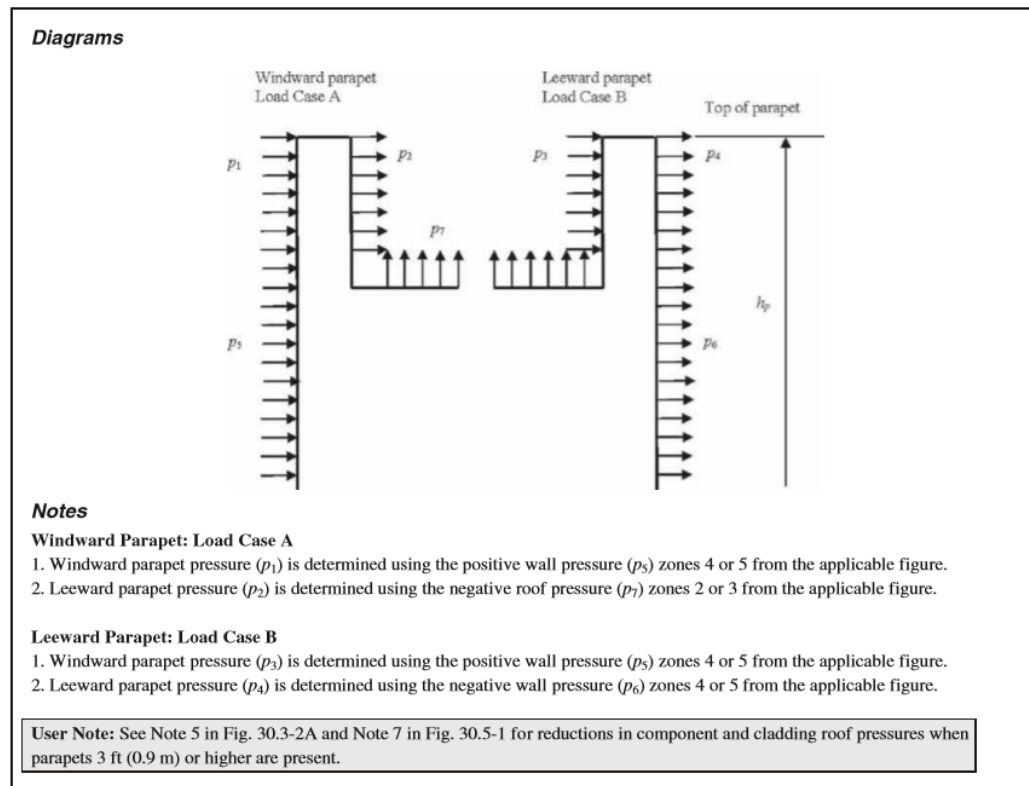 Diagrams
Windward parapet
Load Case A
Leeward parapet
Load Case B
Top of parapet
p1
p2
p3
p4
p7
hp
p5
p6
Notes
Windward Parapet: Load Case A
1. Windward parapet pressure (p1) is determined using the positive wall pressure (p5) zones 4 or 5 from the applicable figure.
2. Leeward parapet pressure (p2) is determined using the negative roof pressure (p7) zones 2 or 3 from the applicable figure.
Leeward Parapet: Load Case B
1. Windward parapet pressure (p3) is determined using the positive wall pressure (p5) zones 4 or 5 from the applicable figure.
2. Leeward parapet pressure (p4) is determined using the negative wall pressure (p6) zones 4 or 5 from the applicable figure.
User Note: See Note 5 in Fig. 30.3-2A and Note 7 in Fig. 30.5-1 for reductions in component and cladding roof pressures when
parapets 3 ft (0.9 m) or higher are present.